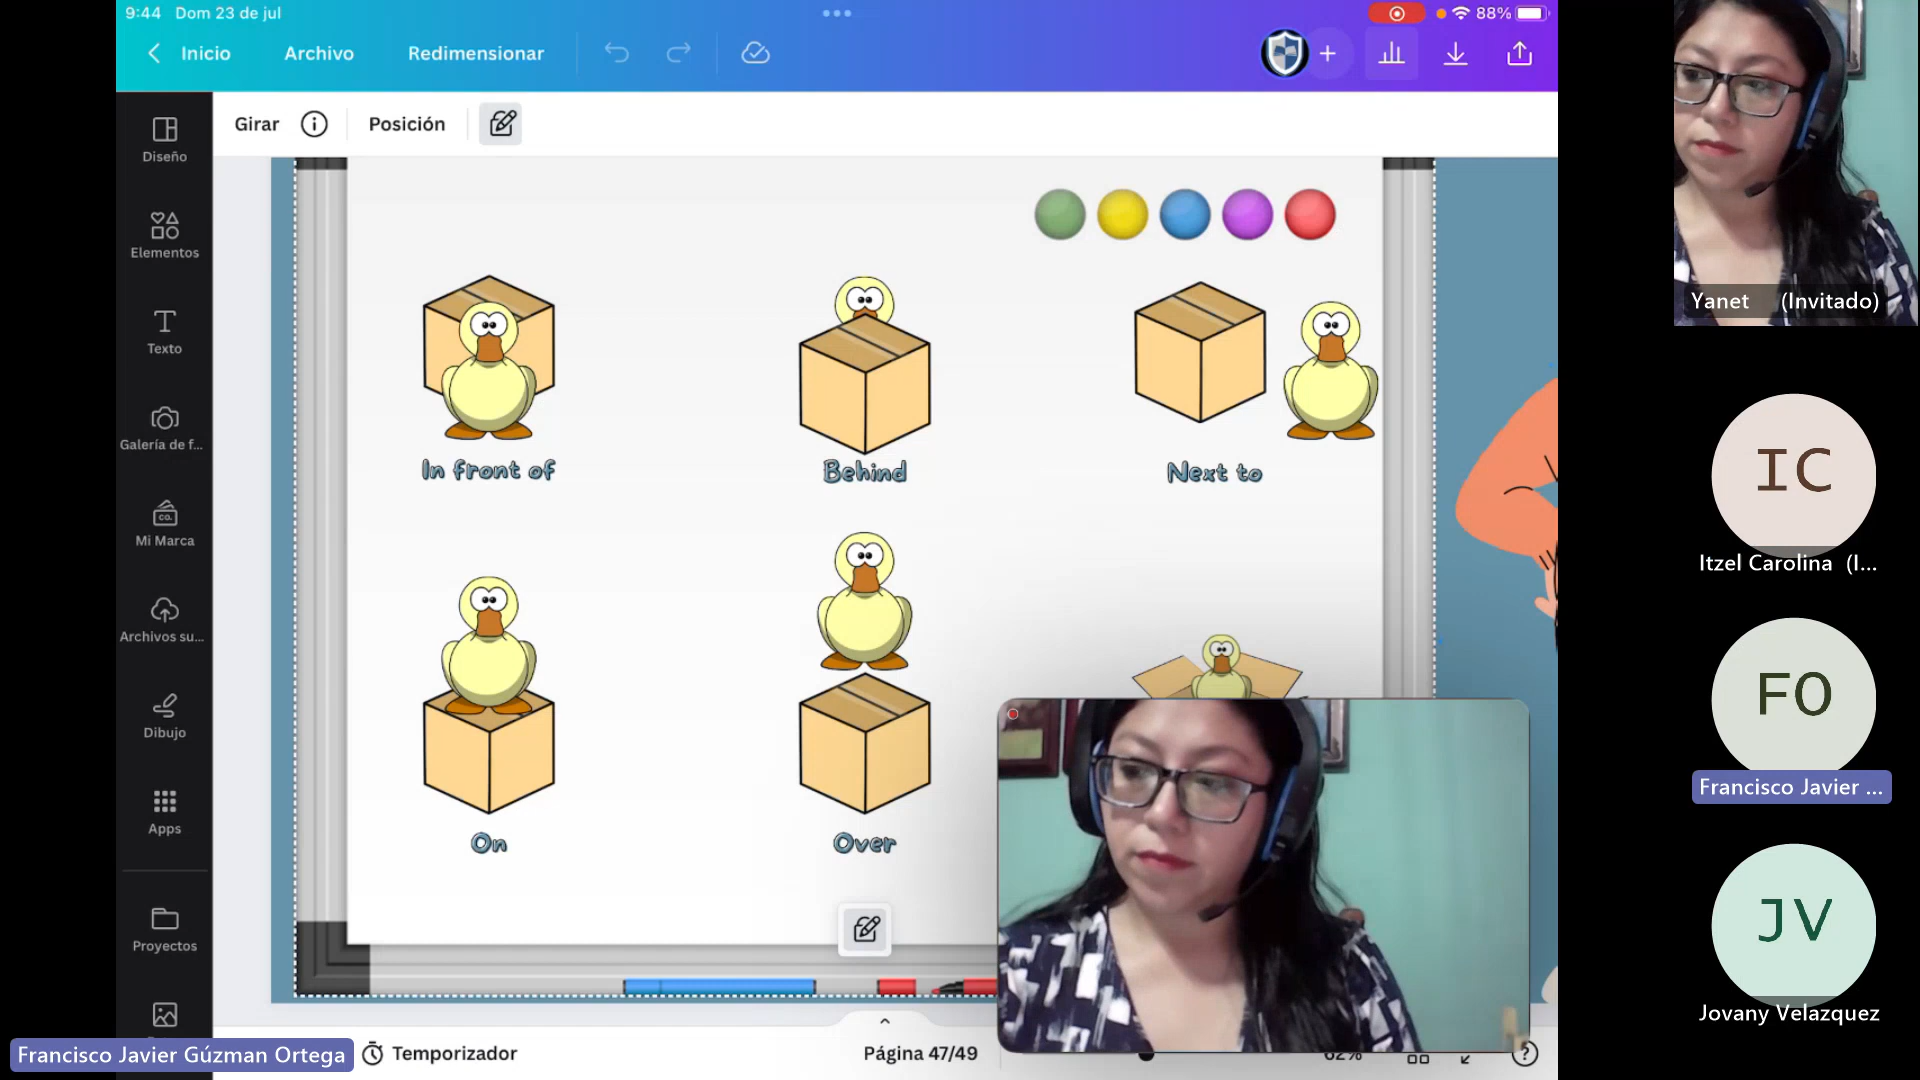 9:44 Dom 23 de jul
88%
Inicio Archivo Redimensionar
Girar Posición
Diseño
Elementos
Texto
Galería de f...
Mi Marca
Archivos su...
Dibujo
Apps
Proyectos
In front of
Behind
Next to
On
Over
Temporizador
Página 47/49
62%
Francisco Javier Gúzman Ortega
Yanet (Invitado)
IC
Itzel Carolina (I...
FO
Francisco Javier ...
JV
Jovany Velazquez